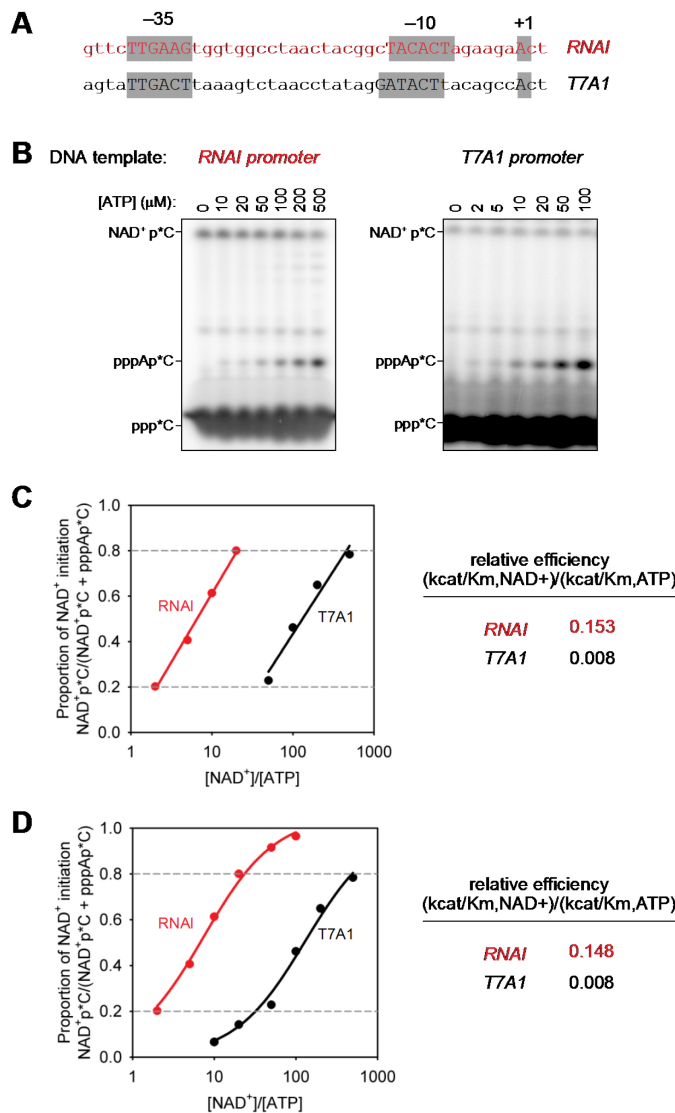 A
–35 –10 +1
gttcTTGAAGtggtggcctaactacggcTACACTagaagaAct RNAI
agtaTTGACTtaaagtctaacctatagGATACTtacagccAct T7A1
B
DNA template: RNAI promoter T7A1 promoter
[ATP] (µM): 0 10 20 50 100 200 500 0 2 5 10 20 50 100
NAD⁺ p*C NAD⁺ p*C
pppAp*C pppAp*C
ppp*C ppp*C
C
Proportion of NAD⁺ initiation
NAD⁺p*C/(NAD⁺p*C + pppAp*C)
1.0
0.8
0.6
0.4
0.2
0.0
RNAI
T7A1
1 10 100 1000
[NAD⁺]/[ATP]
relative efficiency
(kcat/Km,NAD+)/(kcat/Km,ATP)
RNAI 0.153
T7A1 0.008
D
Proportion of NAD⁺ initiation
NAD⁺p*C/(NAD⁺p*C + pppAp*C)
1.0
0.8
0.6
0.4
0.2
0.0
RNAI
T7A1
1 10 100 1000
[NAD⁺]/[ATP]
relative efficiency
(kcat/Km,NAD+)/(kcat/Km,ATP)
RNAI 0.148
T7A1 0.008